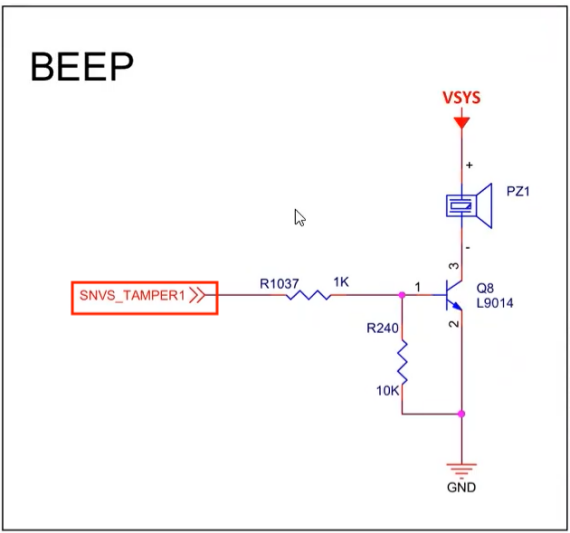 BEEP
VSYS
+
PZ1
-
3
SNVS_TAMPER1
R1037
1K
1
Q8
L9014
2
R240
10K
GND